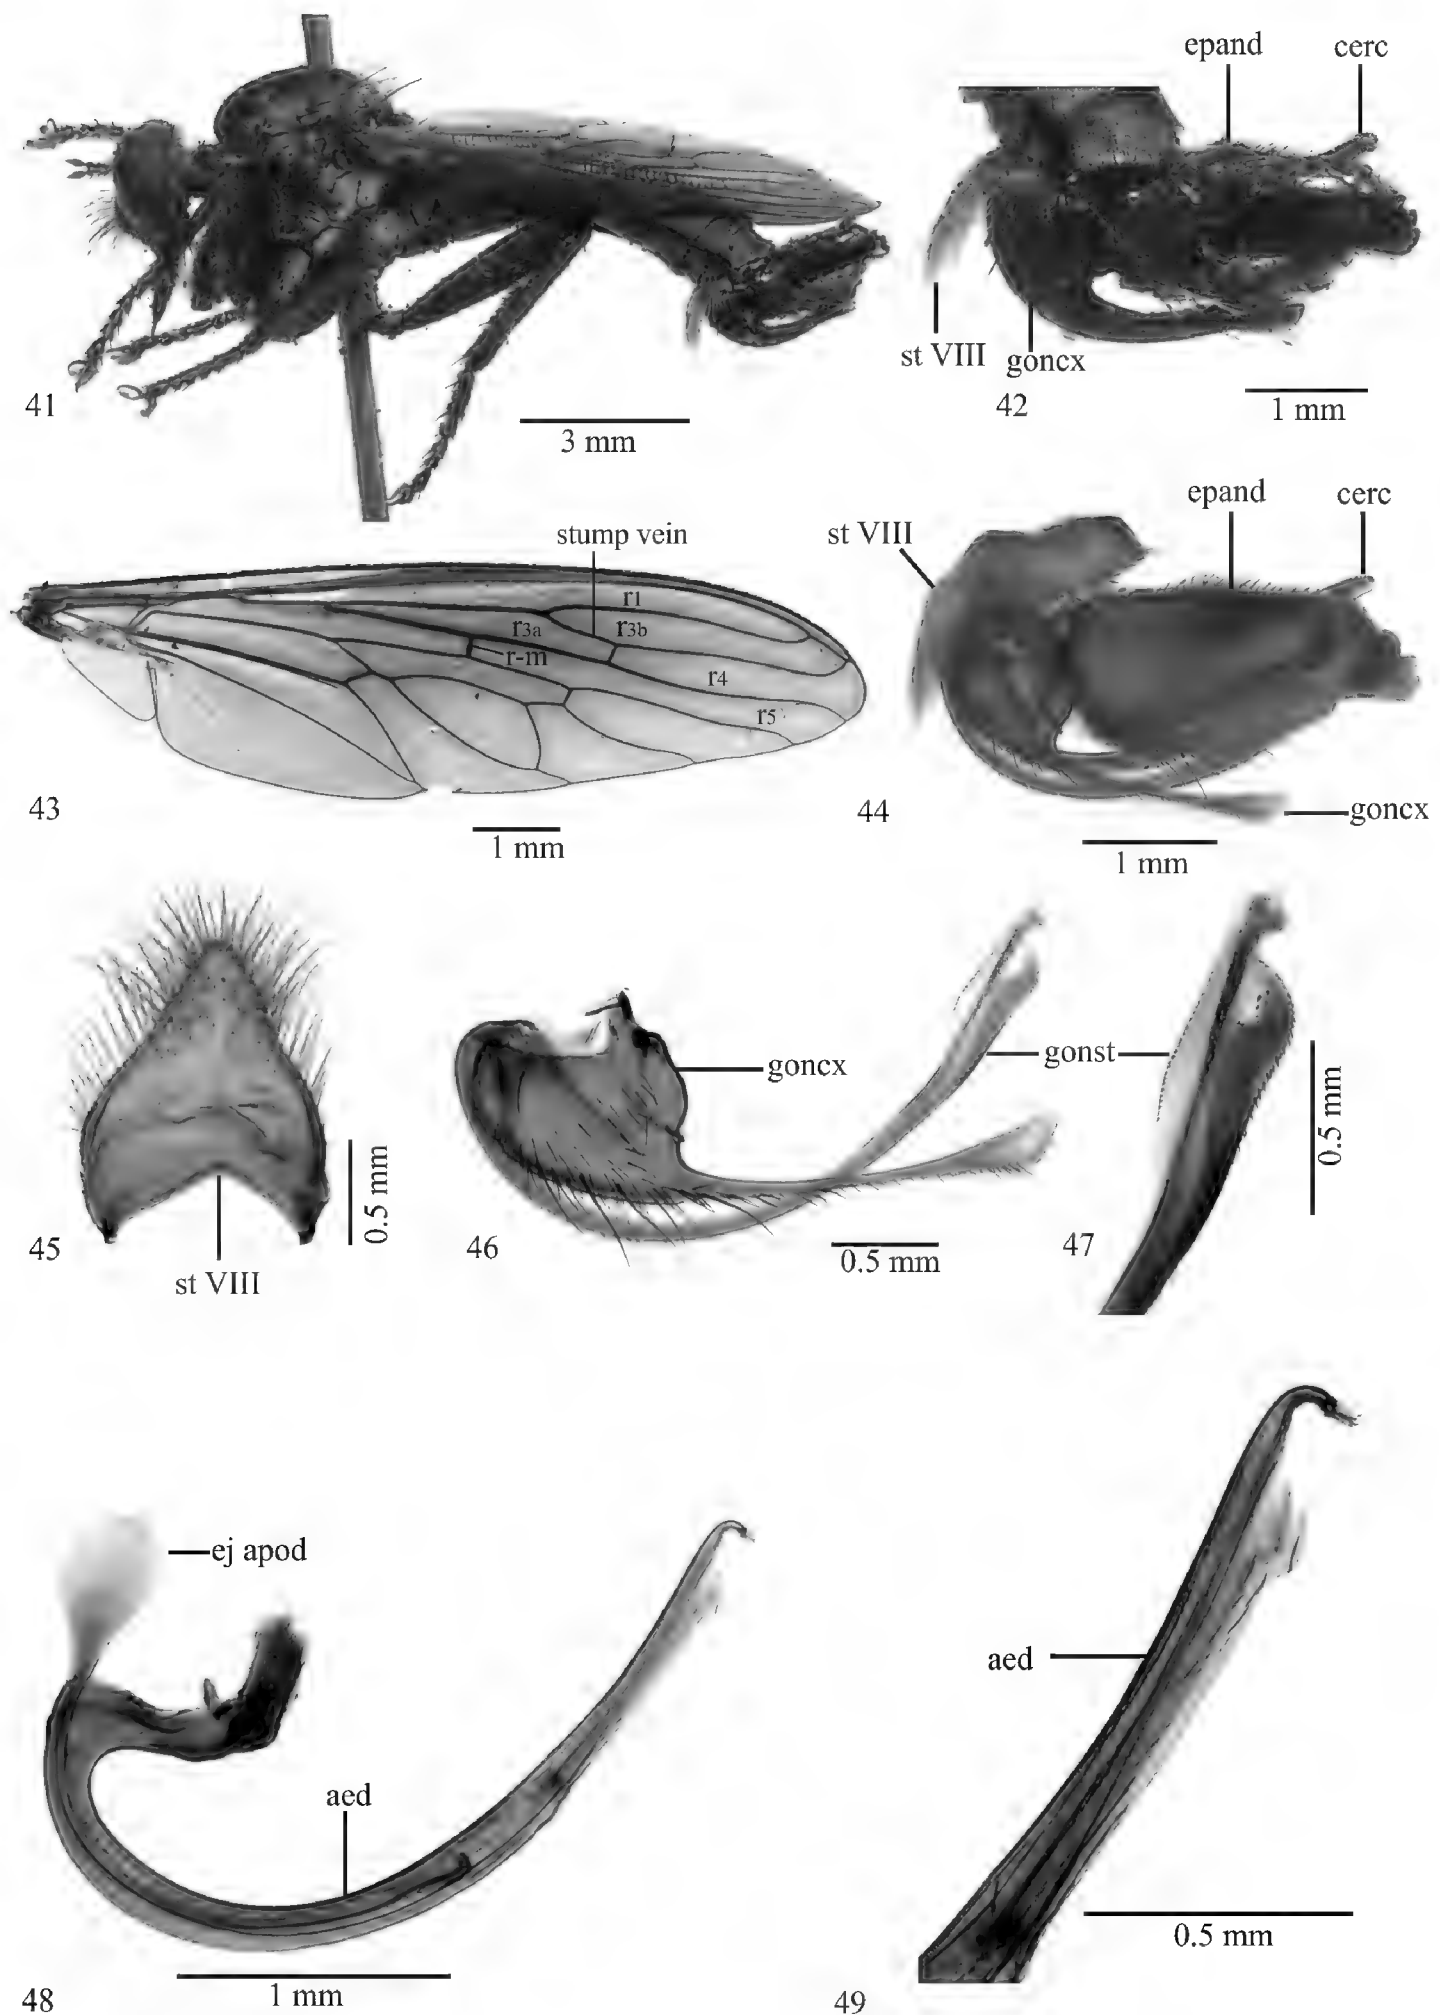 epand
cerc
st VIII
goncx
41
3 mm
42
1 mm
stump vein
r1
r3a
r3b
r-m
r4
r5
43
1 mm
st VIII
epand
cerc
goncx
44
1 mm
45
st VIII
0.5 mm
goncx
gonst
46
0.5 mm
47
0.5 mm
ej apod
aed
48
1 mm
aed
49
0.5 mm